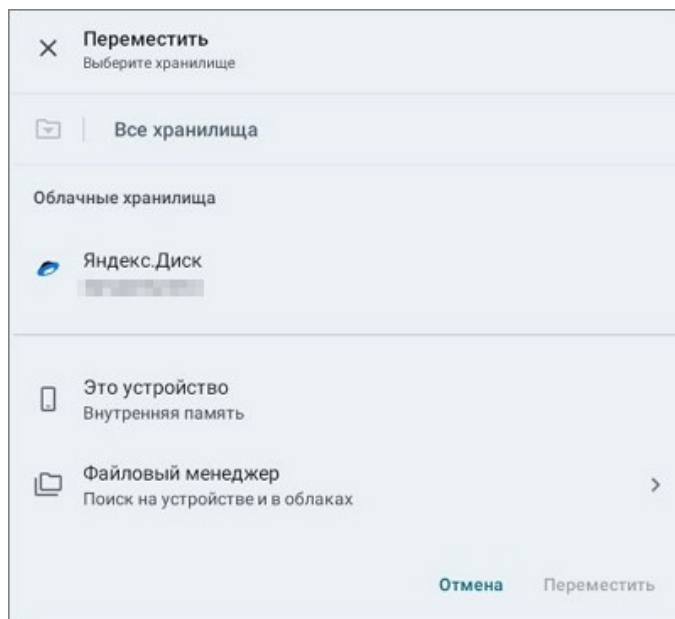 Переместить
Выберите хранилище
Все хранилища
Облачные хранилища
Яндекс.Диск
Это устройство
Внутренняя память
Файловый менеджер
Поиск на устройстве и в облаках
Отмена Переместить